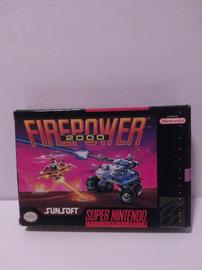 Nintendo
FIREPOWER
2000
SUNSOFT
SUPER NINTENDO
ENTERTAINMENT SYSTEM